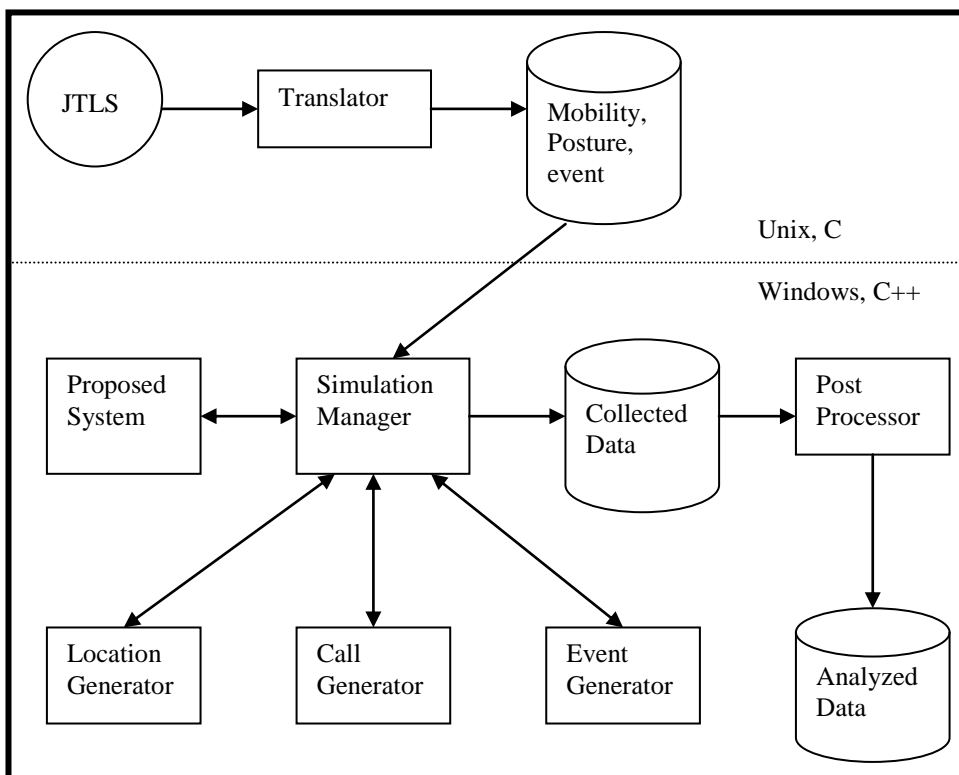 JTLS
Translator
Mobility,
Posture,
event
Unix, C
Windows, C++
Proposed
System
Simulation
Manager
Collected
Data
Post
Processor
Location
Generator
Call
Generator
Event
Generator
Analyzed
Data